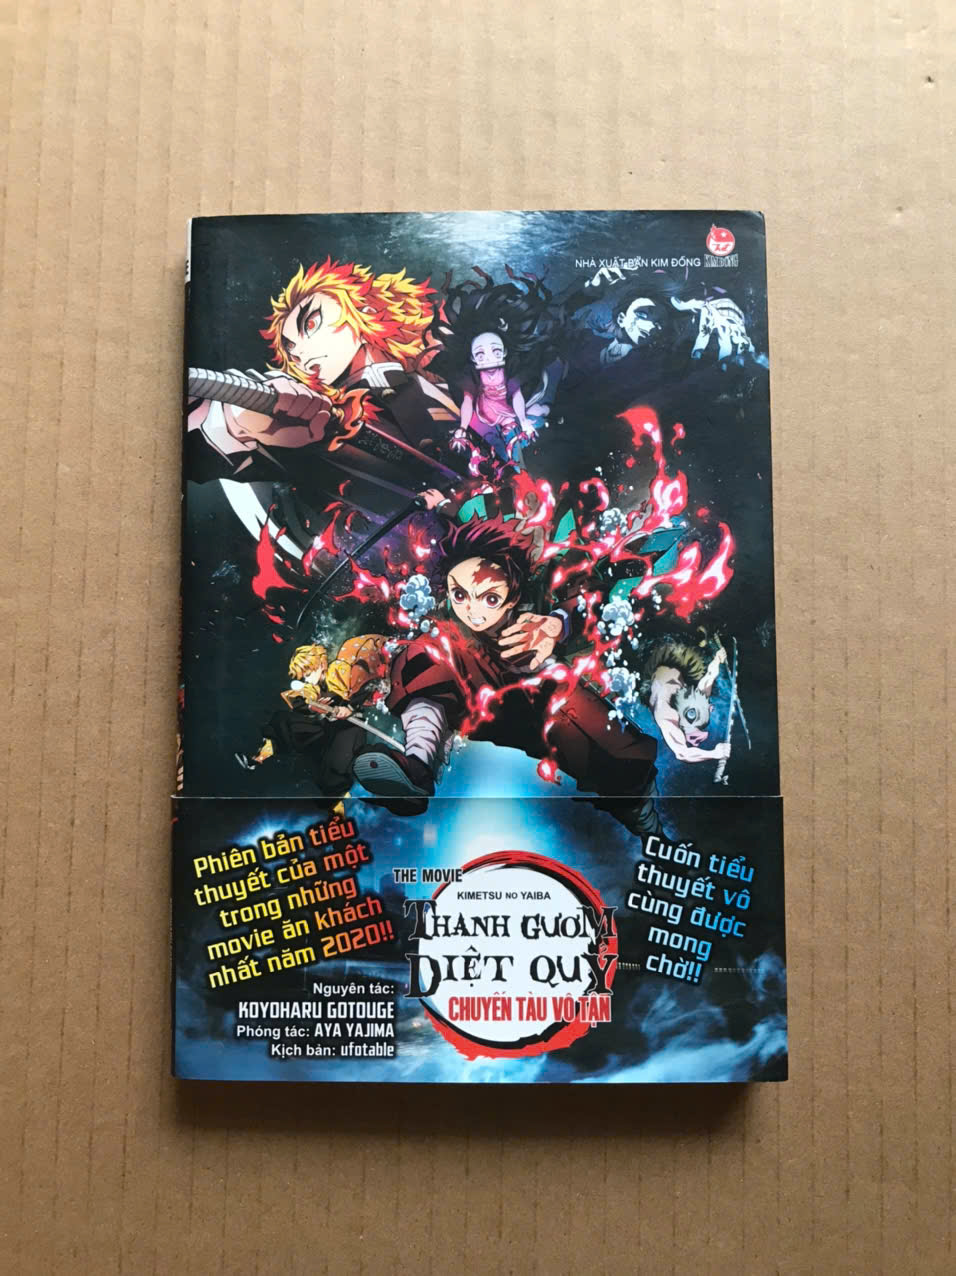 NHÀ XUẤT BẢN KIM ĐỒNG
KIM ĐỒNG
Phiên bản tiểu
thuyết của một
trong những
movie ăn khách
nhất năm 2020!!
Nguyên tác:
KOYOHARU GOTOUGE
Phóng tác: AYA YAJIMA
Kịch bản: ufotable
THE MOVIE
KIMETSU NO YAIBA
THANH GƯƠM
DIỆT QUỶ
CHUYẾN TÀU VÔ TẬN
Cuốn tiểu
thuyết vô
cùng được
mong
chờ!!